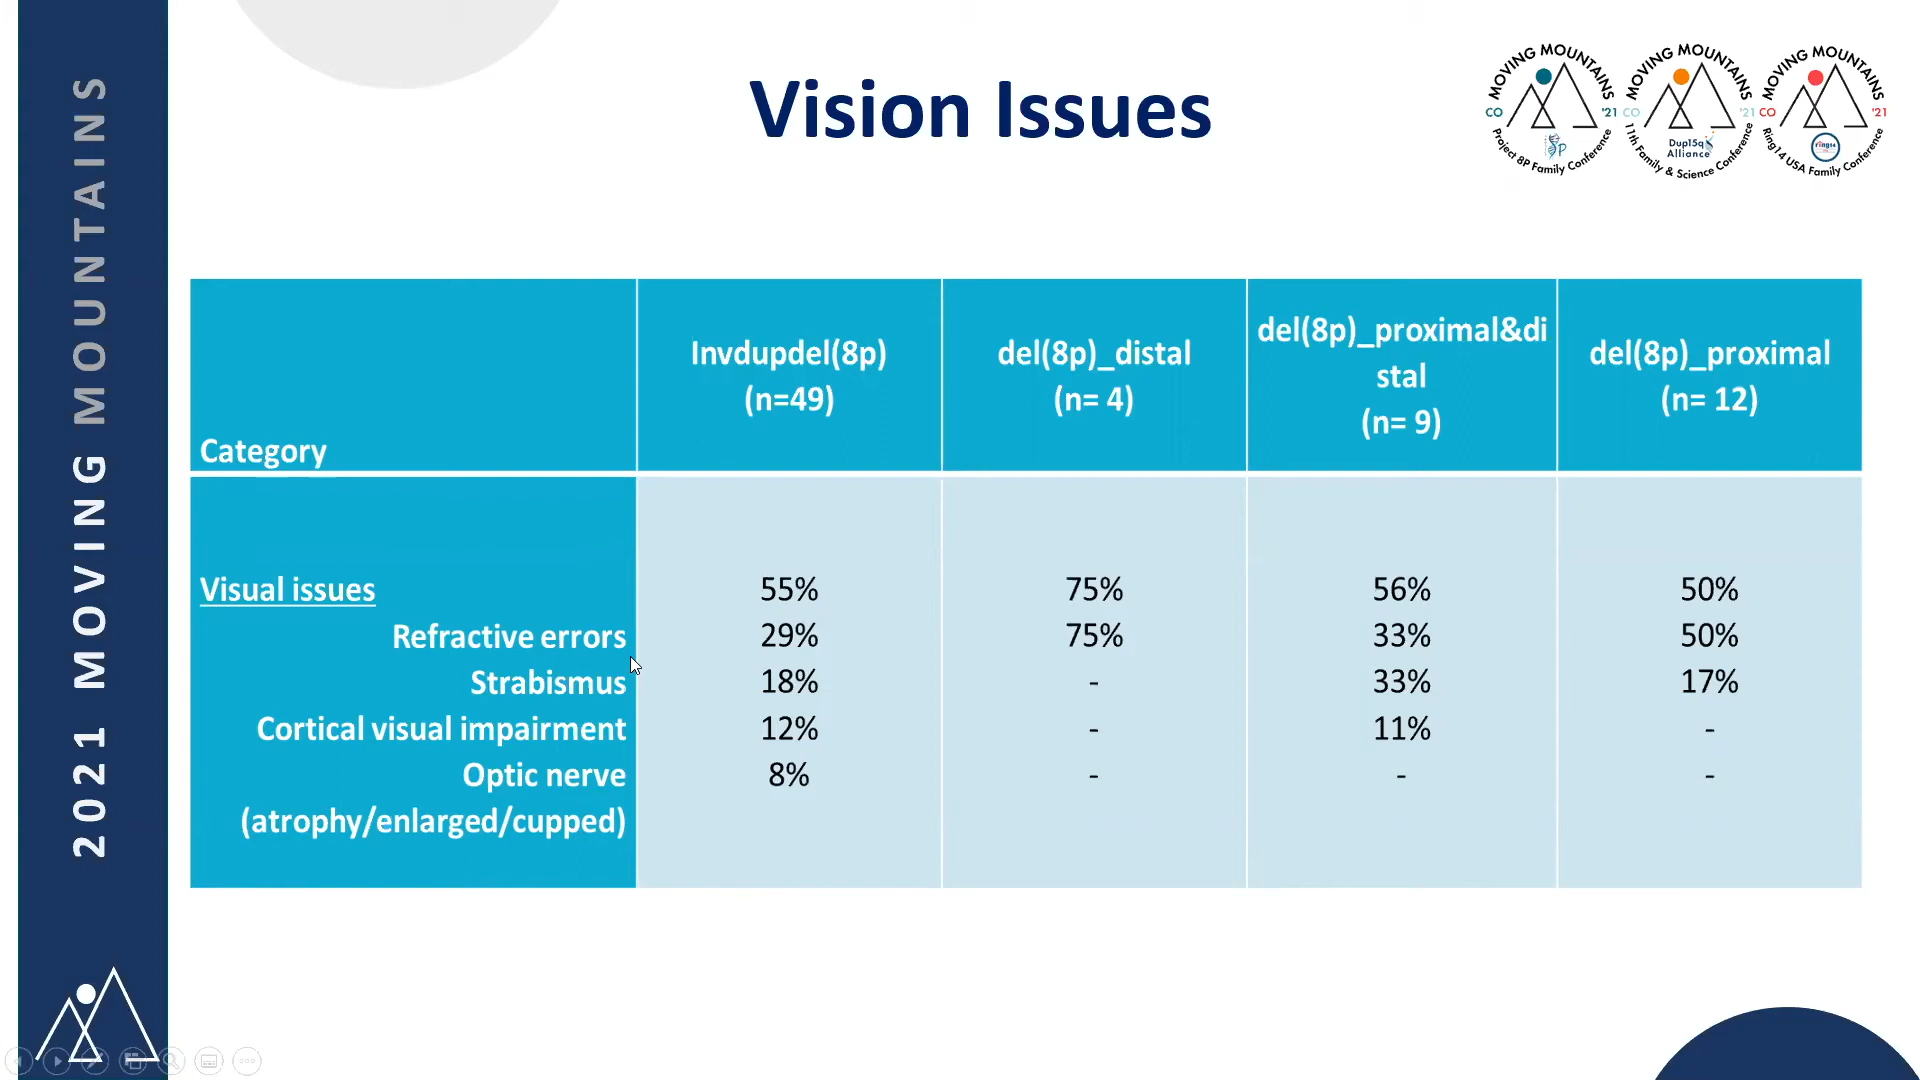 2021 MOVING MOUNTAINS
Vision Issues
MOVING MOUNTAINS
CO '21
Project 8P Family Conference
8P
MOVING MOUNTAINS
CO '21
Dup15q
Alliance
11th Family & Science Conference
MOVING MOUNTAINS
CO '21
ring14
Ring14 USA Family Conference
Category
Invdupdel(8p)
(n=49)
del(8p)_distal
(n= 4)
del(8p)_proximal&di
stal
(n= 9)
del(8p)_proximal
(n= 12)
Visual issues 55% 75% 56% 50%
Refractive errors 29% 75% 33% 50%
Strabismus 18% - 33% 17%
Cortical visual impairment 12% - 11% -
Optic nerve 8% - - -
(atrophy/enlarged/cupped)